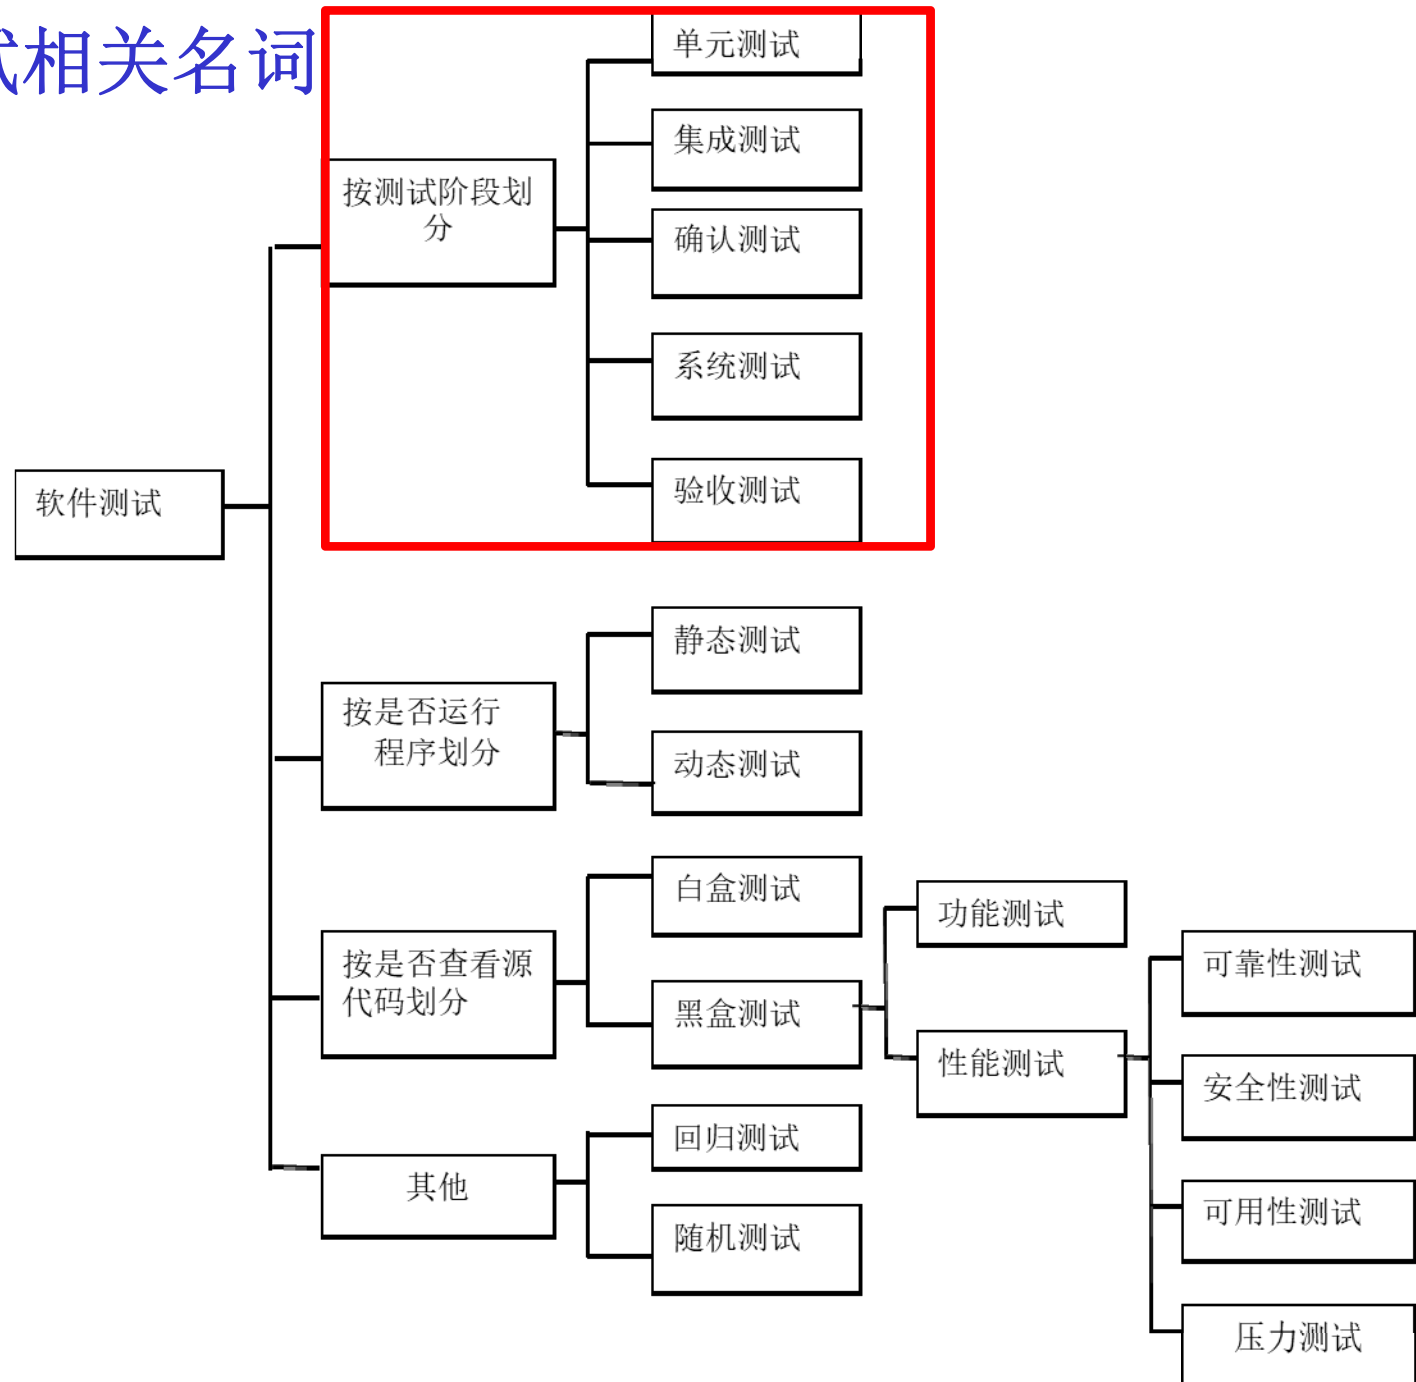 试相关名词
单元测试
集成测试
按测试阶段划
分
确认测试
系统测试
验收测试
软件测试
静态测试
按是否运行
程序划分
动态测试
白盒测试
功能测试
按是否查看源
代码划分
可靠性测试
黑盒测试
性能测试
安全性测试
回归测试
其他
可用性测试
随机测试
压力测试